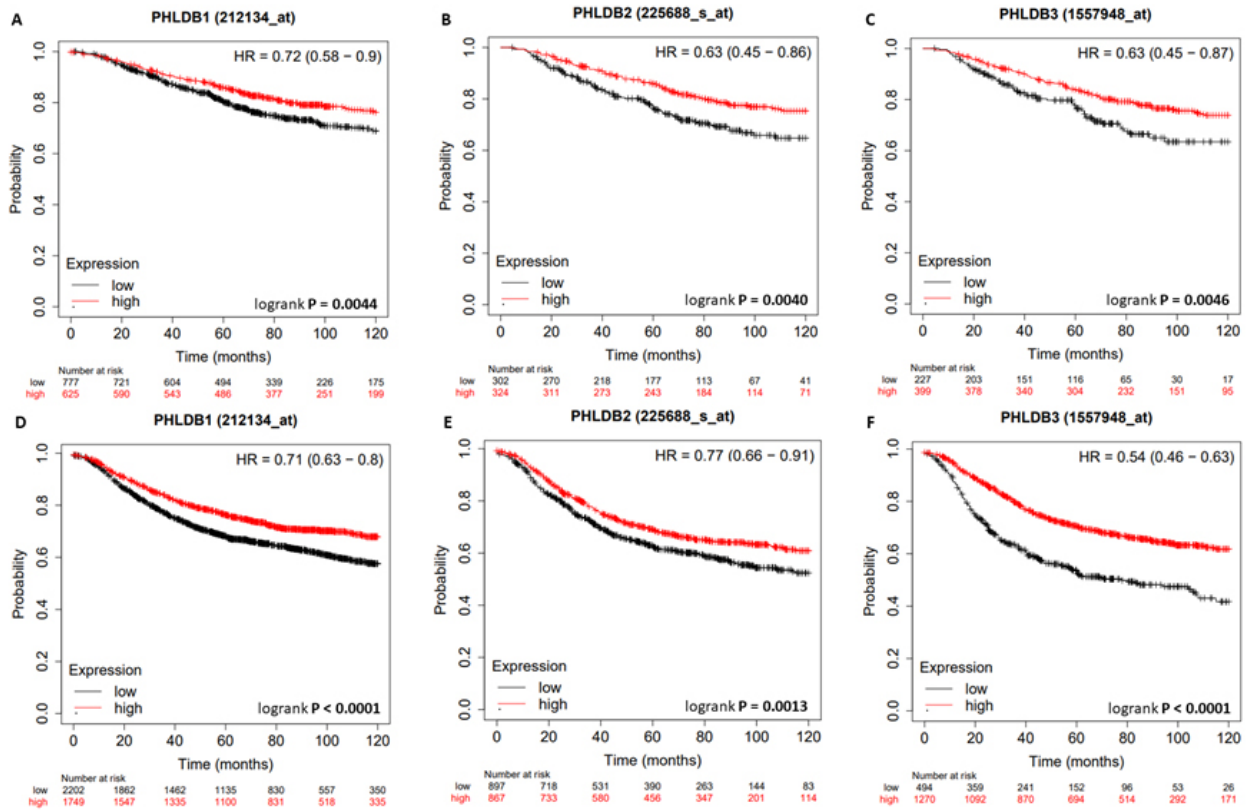 A
PHLDB1 (212134_at)
HR = 0.72 (0.58 − 0.9)
Probability
1.0
0.8
0.6
0.4
0.2
0.0
Expression
low
high
logrank P = 0.0044
0 20 40 60 80 100 120
Time (months)
Number at risk
low 777 721 604 494 339 226 175
high 625 590 543 486 377 251 199
B
PHLDB2 (225688_s_at)
HR = 0.63 (0.45 − 0.86)
Probability
1.0
0.8
0.6
0.4
0.2
0.0
Expression
low
high
logrank P = 0.0040
0 20 40 60 80 100 120
Time (months)
Number at risk
low 302 270 218 177 113 67 41
high 324 311 273 243 184 114 71
C
PHLDB3 (1557948_at)
HR = 0.63 (0.45 − 0.87)
Probability
1.0
0.8
0.6
0.4
0.2
0.0
Expression
low
high
logrank P = 0.0046
0 20 40 60 80 100 120
Time (months)
Number at risk
low 227 203 151 116 65 30 17
high 399 378 340 304 232 151 95
D
PHLDB1 (212134_at)
HR = 0.71 (0.63 − 0.8)
Probability
1.0
0.8
0.6
0.4
0.2
0.0
Expression
low
high
logrank P < 0.0001
0 20 40 60 80 100 120
Time (months)
Number at risk
low 2202 1862 1462 1135 830 557 350
high 1749 1547 1335 1100 831 518 335
E
PHLDB2 (225688_s_at)
HR = 0.77 (0.66 − 0.91)
Probability
1.0
0.8
0.6
0.4
0.2
0.0
Expression
low
high
logrank P = 0.0013
0 20 40 60 80 100 120
Time (months)
Number at risk
low 897 718 531 390 263 144 83
high 867 733 580 456 347 201 114
F
PHLDB3 (1557948_at)
HR = 0.54 (0.46 − 0.63)
Probability
1.0
0.8
0.6
0.4
0.2
0.0
Expression
low
high
logrank P < 0.0001
0 20 40 60 80 100 120
Time (months)
Number at risk
low 494 359 241 152 96 53 26
high 1270 1092 870 694 514 292 171